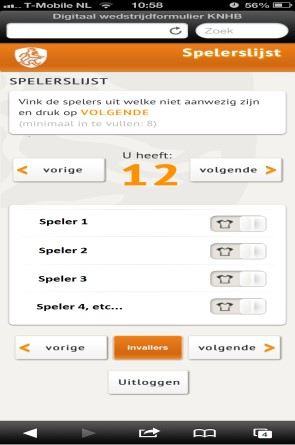 T-Mobile NL 10:58 56%
Digitaal wedstrijdformulier KNHB
Zoek
Spelerslijst
SPELERSLIJST
Vink de spelers uit welke niet aanwezig zijn
en druk op VOLGENDE
(minimaal in te vullen: 8)
U heeft:
< vorige 12 volgende >
Speler 1
Speler 2
Speler 3
Speler 4, etc...
< vorige Invallers volgende >
Uitloggen
4